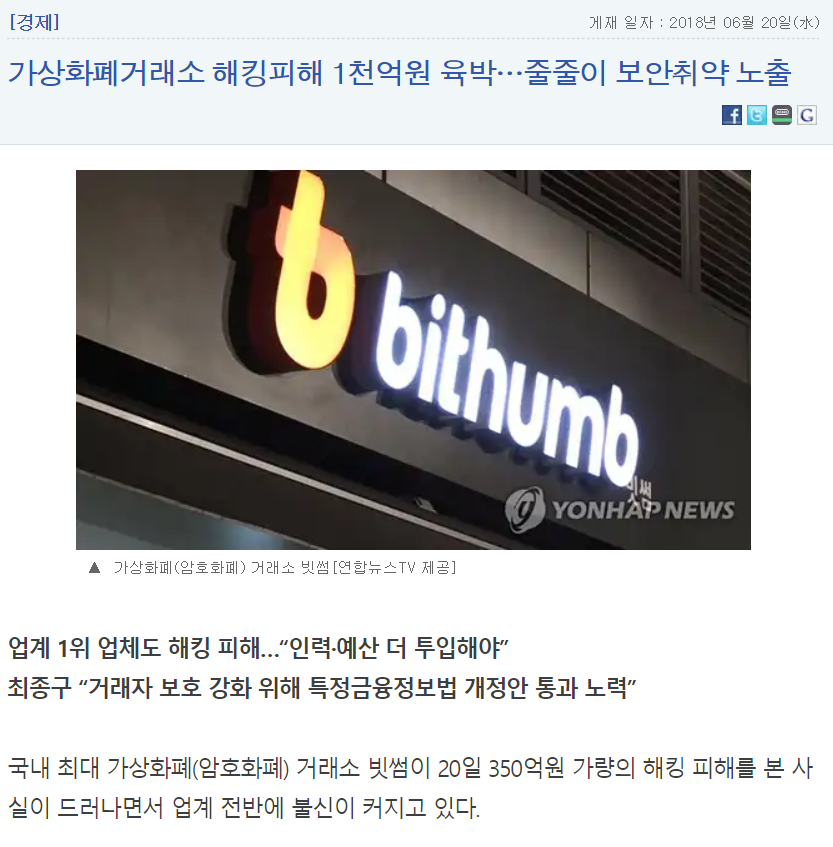 [경제]
게재 일자 : 2018년 06월 20일(水)
가상화폐거래소 해킹피해 1천억원 육박…줄줄이 보안취약 노출
bithumb
빗썸
YONHAP NEWS
▲ 가상화폐(암호화폐) 거래소 빗썸[연합뉴스TV 제공]
업계 1위 업체도 해킹 피해…“인력·예산 더 투입해야”
최종구 “거래자 보호 강화 위해 특정금융정보법 개정안 통과 노력”
국내 최대 가상화폐(암호화폐) 거래소 빗썸이 20일 350억원 가량의 해킹 피해를 본 사
실이 드러나면서 업계 전반에 불신이 커지고 있다.